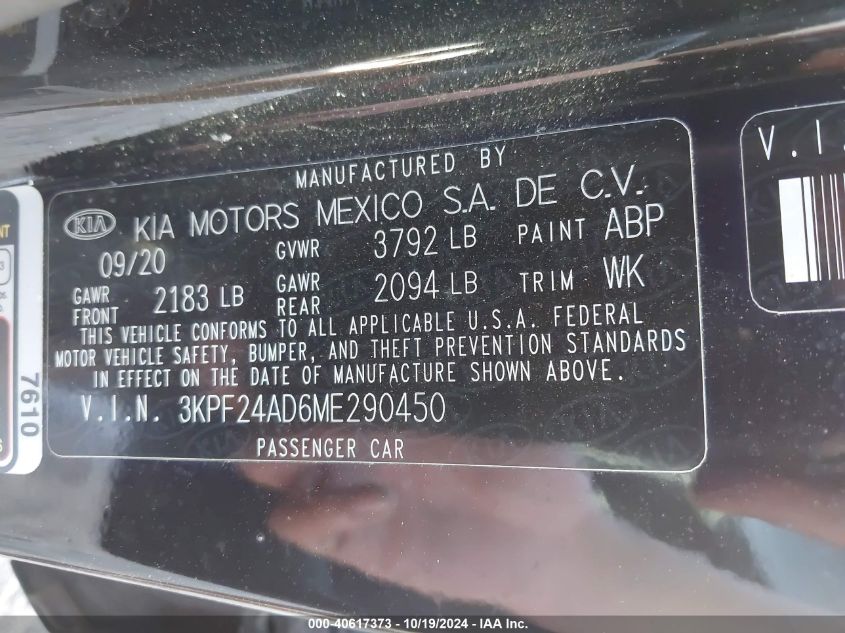 MANUFACTURED BY
KIA KIA MOTORS MEXICO S.A. DE C.V.
09/20 GVWR 3792 LB PAINT ABP
GAWR FRONT 2183 LB GAWR REAR 2094 LB TRIM WK
THIS VEHICLE CONFORMS TO ALL APPLICABLE U.S.A. FEDERAL
MOTOR VEHICLE SAFETY, BUMPER, AND THEFT PREVENTION STANDARDS
IN EFFECT ON THE DATE OF MANUFACTURE SHOWN ABOVE.
V.I.N. 3KPF24AD6ME290450
PASSENGER CAR
7610
V.I.
000-40617373 - 10/19/2024 - IAA Inc.